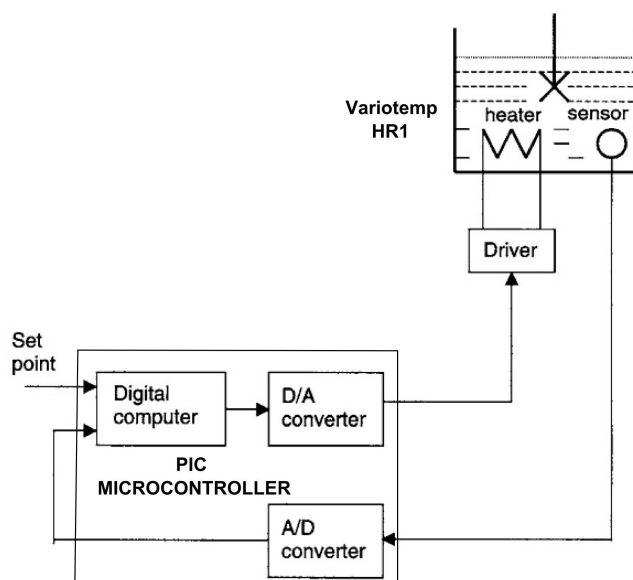 Variotemp
HR1
heater
sensor
Driver
Set
point
Digital
computer
D/A
converter
PIC
MICROCONTROLLER
A/D
converter